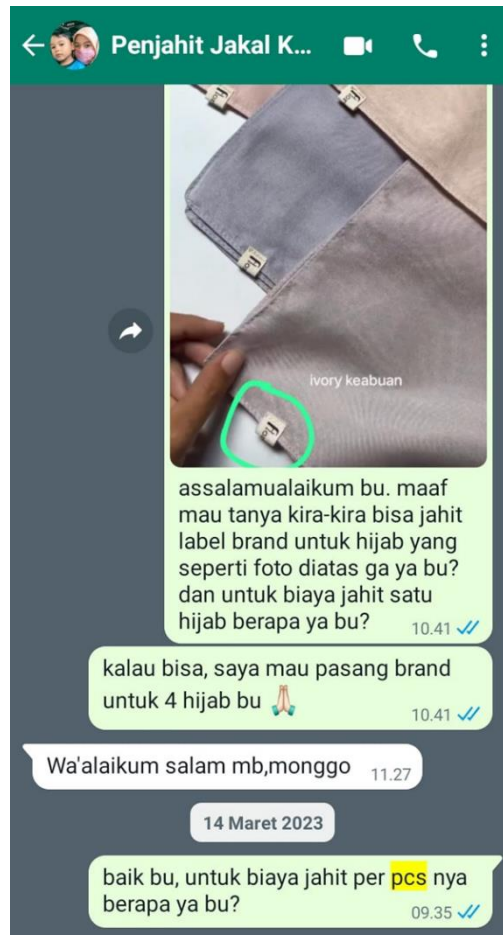 Penjahit Jakal K...
ivory keabuan
assalamualaikum bu. maaf
mau tanya kira-kira bisa jahit
label brand untuk hijab yang
seperti foto diatas ga ya bu?
dan untuk biaya jahit satu
hijab berapa ya bu?
10.41
kalau bisa, saya mau pasang brand
untuk 4 hijab bu 🙏🏻
10.41
Wa'alaikum salam mb,monggo
11.27
14 Maret 2023
baik bu, untuk biaya jahit per pcs nya
berapa ya bu?
09.35